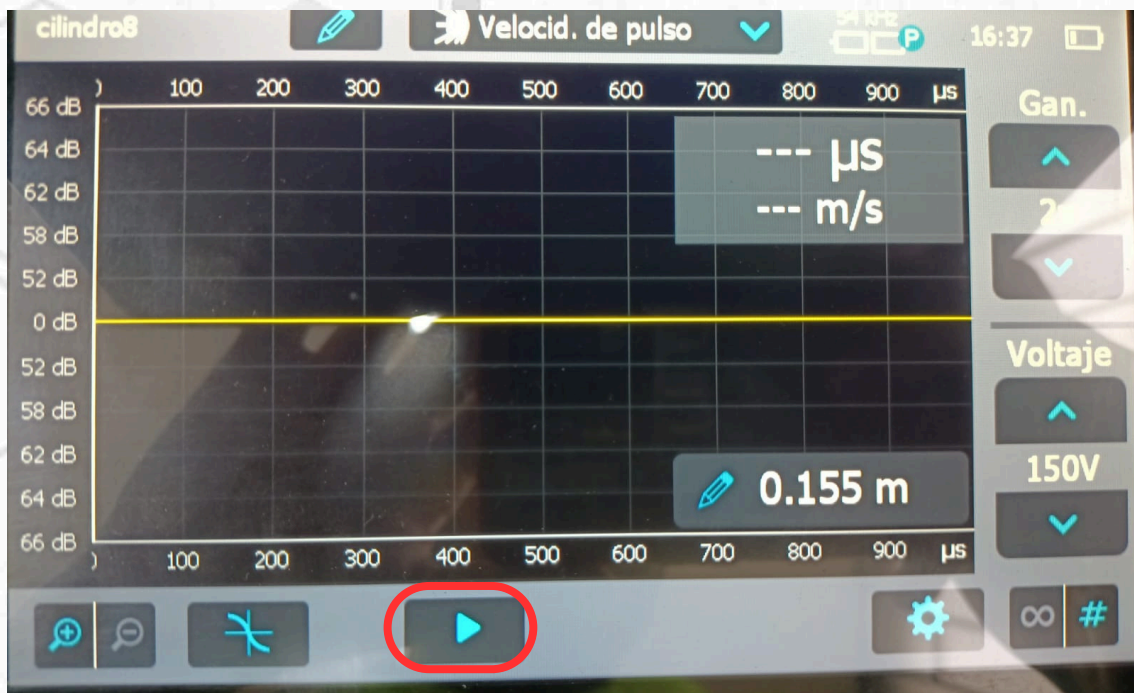 cilindro8
Velocid. de pulso
54 kHz
P
16:37
0 100 200 300 400 500 600 700 800 900 µs
66 dB
64 dB
62 dB
58 dB
52 dB
0 dB
52 dB
58 dB
62 dB
64 dB
66 dB
--- µs
--- m/s
0.155 m
100 200 300 400 500 600 700 800 900 µs
Gan.
Voltaje
150V
∞ #